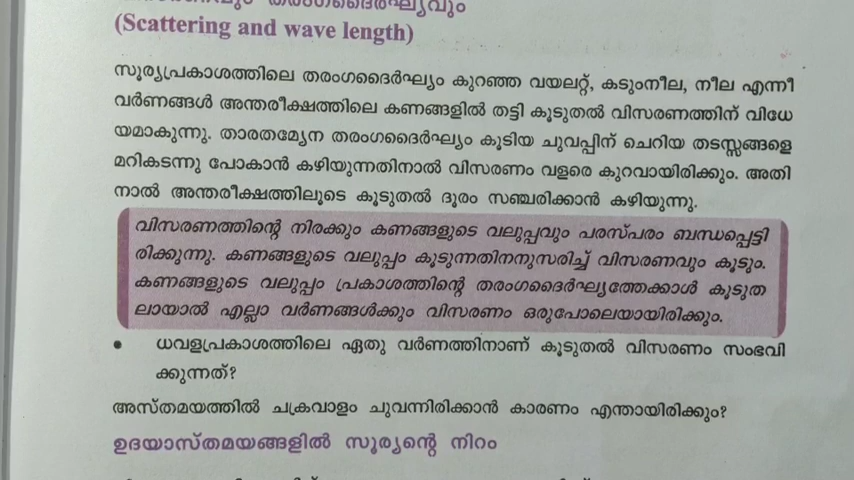 തരംഗദൈർഘ്യവും
(Scattering and wave length)
സൂര്യപ്രകാശത്തിലെ തരംഗദൈർഘ്യം കുറഞ്ഞ വയലറ്റ്, കടുംനീല, നീല എന്നീ
വർണങ്ങൾ അന്തരീക്ഷത്തിലെ കണങ്ങളിൽ തട്ടി കൂടുതൽ വിസരണത്തിന് വിധേ
യമാകുന്നു. താരതമ്യേന തരംഗദൈർഘ്യം കൂടിയ ചുവപ്പിന് ചെറിയ തടസ്സങ്ങളെ
മറികടന്നു പോകാൻ കഴിയുന്നതിനാൽ വിസരണം വളരെ കുറവായിരിക്കും. അതി
നാൽ അന്തരീക്ഷത്തിലൂടെ കൂടുതൽ ദൂരം സഞ്ചരിക്കാൻ കഴിയുന്നു.
വിസരണത്തിന്റെ നിരക്കും കണങ്ങളുടെ വലുപ്പവും പരസ്പരം ബന്ധപ്പെട്ടി
രിക്കുന്നു. കണങ്ങളുടെ വലുപ്പം കൂടുന്നതിനനുസരിച്ച് വിസരണവും കൂടും.
കണങ്ങളുടെ വലുപ്പം പ്രകാശത്തിന്റെ തരംഗദൈർഘ്യത്തേക്കാൾ കൂടുത
ലായാൽ എല്ലാ വർണങ്ങൾക്കും വിസരണം ഒരുപോലെയായിരിക്കും.
• ധവളപ്രകാശത്തിലെ ഏതു വർണത്തിനാണ് കൂടുതൽ വിസരണം സംഭവി
ക്കുന്നത്?
അസ്തമയത്തിൽ ചക്രവാളം ചുവന്നിരിക്കാൻ കാരണം എന്തായിരിക്കും?
ഉദയാസ്തമയങ്ങളിൽ സൂര്യന്റെ നിറം